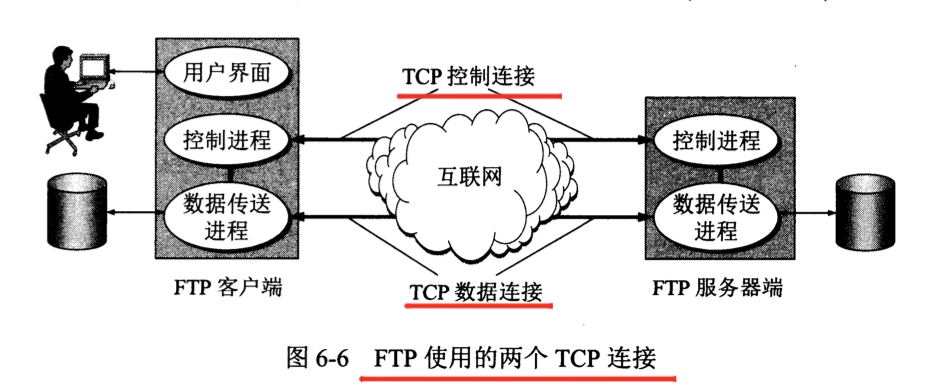 用户界面
TCP 控制连接
控制进程
控制进程
互联网
数据传送
进程
数据传送
进程
FTP 客户端
TCP 数据连接
FTP 服务器端
图 6-6 FTP 使用的两个 TCP 连接